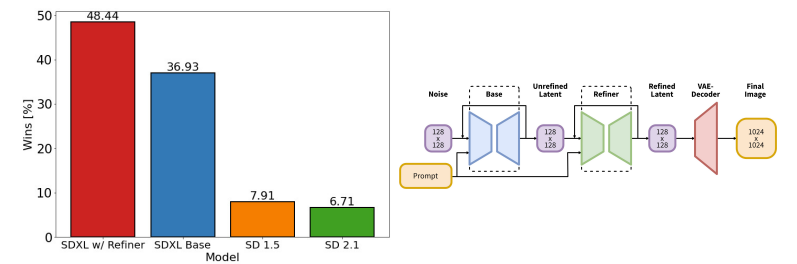 Wins [%]
50
40
30
20
10
0
48.44
36.93
7.91
6.71
SDXL w/ Refiner
SDXL Base
SD 1.5
SD 2.1
Model
Noise
Base
Unrefined
Latent
Refiner
Refined
Latent
VAE-
Decoder
Final
Image
128
x
128
128
x
128
128
x
128
1024
x
1024
Prompt